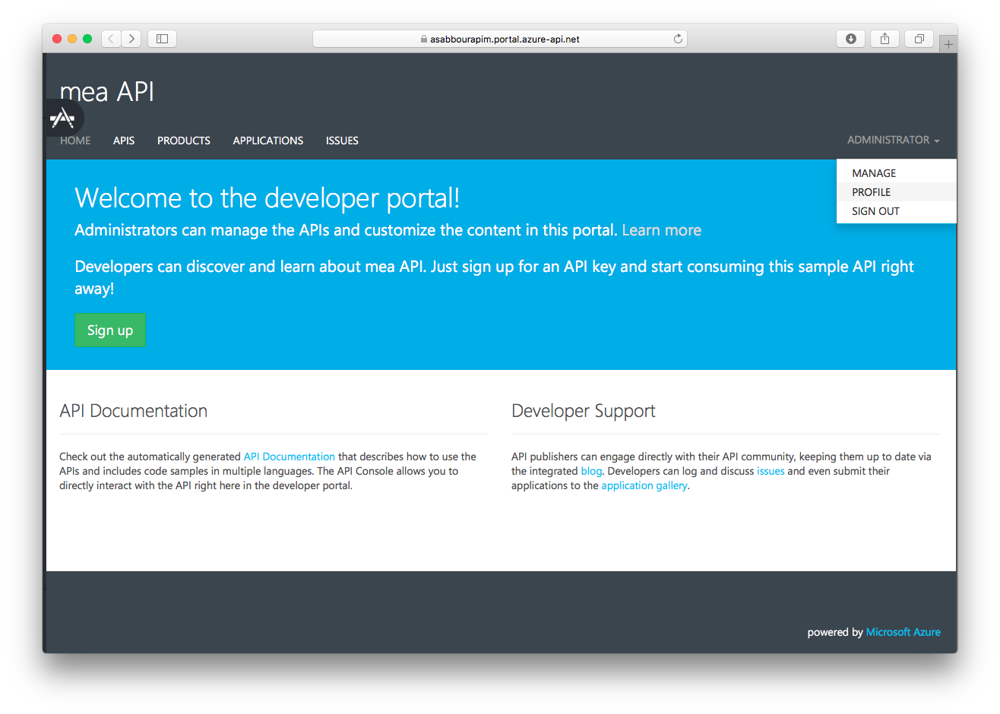 asabbourapim.portal.azure-api.net
mea API
HOME APIS PRODUCTS APPLICATIONS ISSUES ADMINISTRATOR
MANAGE
PROFILE
SIGN OUT
Welcome to the developer portal!
Administrators can manage the APIs and customize the content in this portal. Learn more
Developers can discover and learn about mea API. Just sign up for an API key and start consuming this sample API right
away!
Sign up
API Documentation
Check out the automatically generated API Documentation that describes how to use the
APIs and includes code samples in multiple languages. The API Console allows you to
directly interact with the API right here in the developer portal.
Developer Support
API publishers can engage directly with their API community, keeping them up to date via
the integrated blog. Developers can log and discuss issues and even submit their
applications to the application gallery.
powered by Microsoft Azure